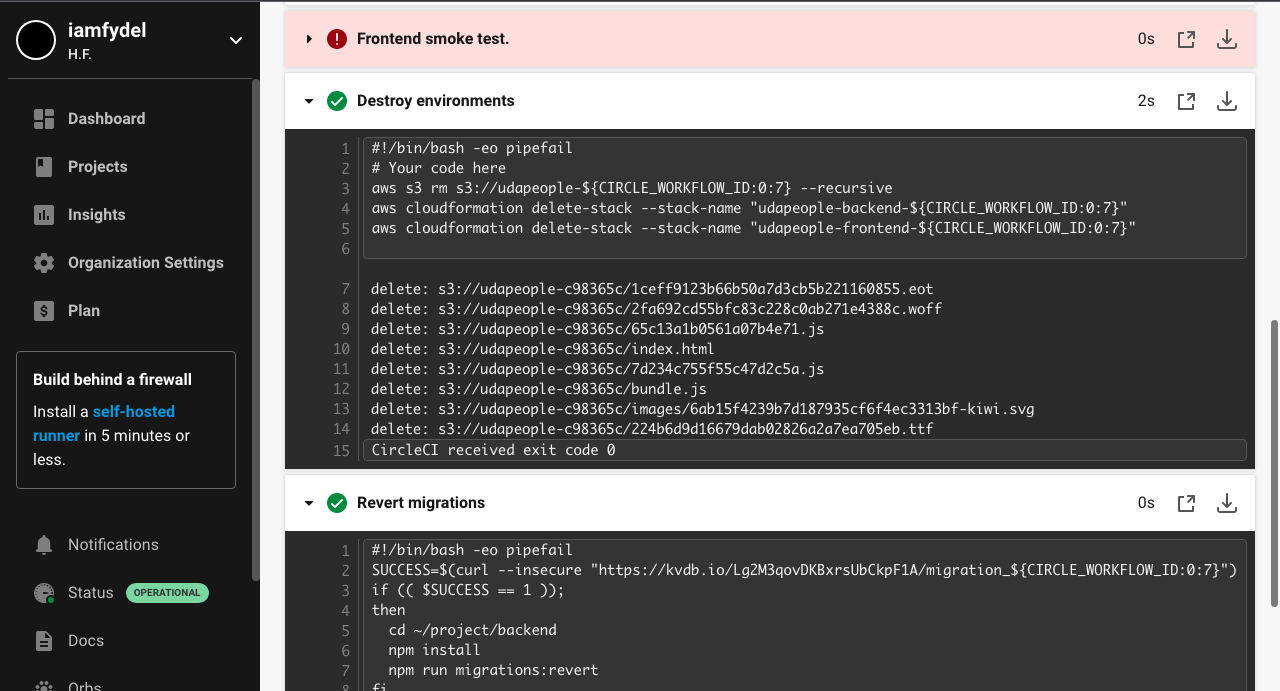 iamfydel
H.F.
Dashboard
Projects
Insights
Organization Settings
Plan
Build behind a firewall
Install a self-hosted
runner in 5 minutes or
less.
Notifications
Status OPERATIONAL
Docs
Orbs
Frontend smoke test. 0s
Destroy environments 2s
1 #!/bin/bash -eo pipefail
2 # Your code here
3 aws s3 rm s3://udapeople-${CIRCLE_WORKFLOW_ID:0:7} --recursive
4 aws cloudformation delete-stack --stack-name "udapeople-backend-${CIRCLE_WORKFLOW_ID:0:7}"
5 aws cloudformation delete-stack --stack-name "udapeople-frontend-${CIRCLE_WORKFLOW_ID:0:7}"
6
7 delete: s3://udapeople-c98365c/1ceff9123b66b50a7d3cb5b221160855.eot
8 delete: s3://udapeople-c98365c/2fa692cd55bfc83c228c0ab271e4388c.woff
9 delete: s3://udapeople-c98365c/65c13a1b0561a07b4e71.js
10 delete: s3://udapeople-c98365c/index.html
11 delete: s3://udapeople-c98365c/7d234c755f55c47d2c5a.js
12 delete: s3://udapeople-c98365c/bundle.js
13 delete: s3://udapeople-c98365c/images/6ab15f4239b7d187935cf6f4ec3313bf-kiwi.svg
14 delete: s3://udapeople-c98365c/224b6d9d16679dab02826a2a7ea705eb.ttf
15 CircleCI received exit code 0
Revert migrations 0s
1 #!/bin/bash -eo pipefail
2 SUCCESS=$(curl --insecure "https://kvdb.io/Lg2M3qovDKBxrsUbCkpF1A/migration_${CIRCLE_WORKFLOW_ID:0:7}")
3 if (( $SUCCESS == 1 ));
4 then
5 cd ~/project/backend
6 npm install
7 npm run migrations:revert
8 fi